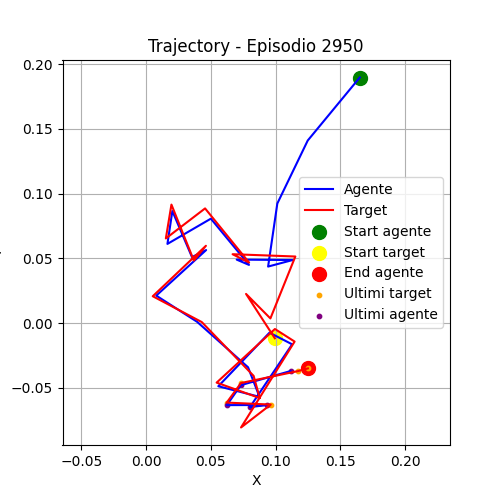 Trajectory - Episodio 2950
0.20
0.15
0.10
0.05
0.00
−0.05
−0.05
0.00
0.05
0.10
0.15
0.20
X
Agente
Target
Start agente
Start target
End agente
Ultimi target
Ultimi agente